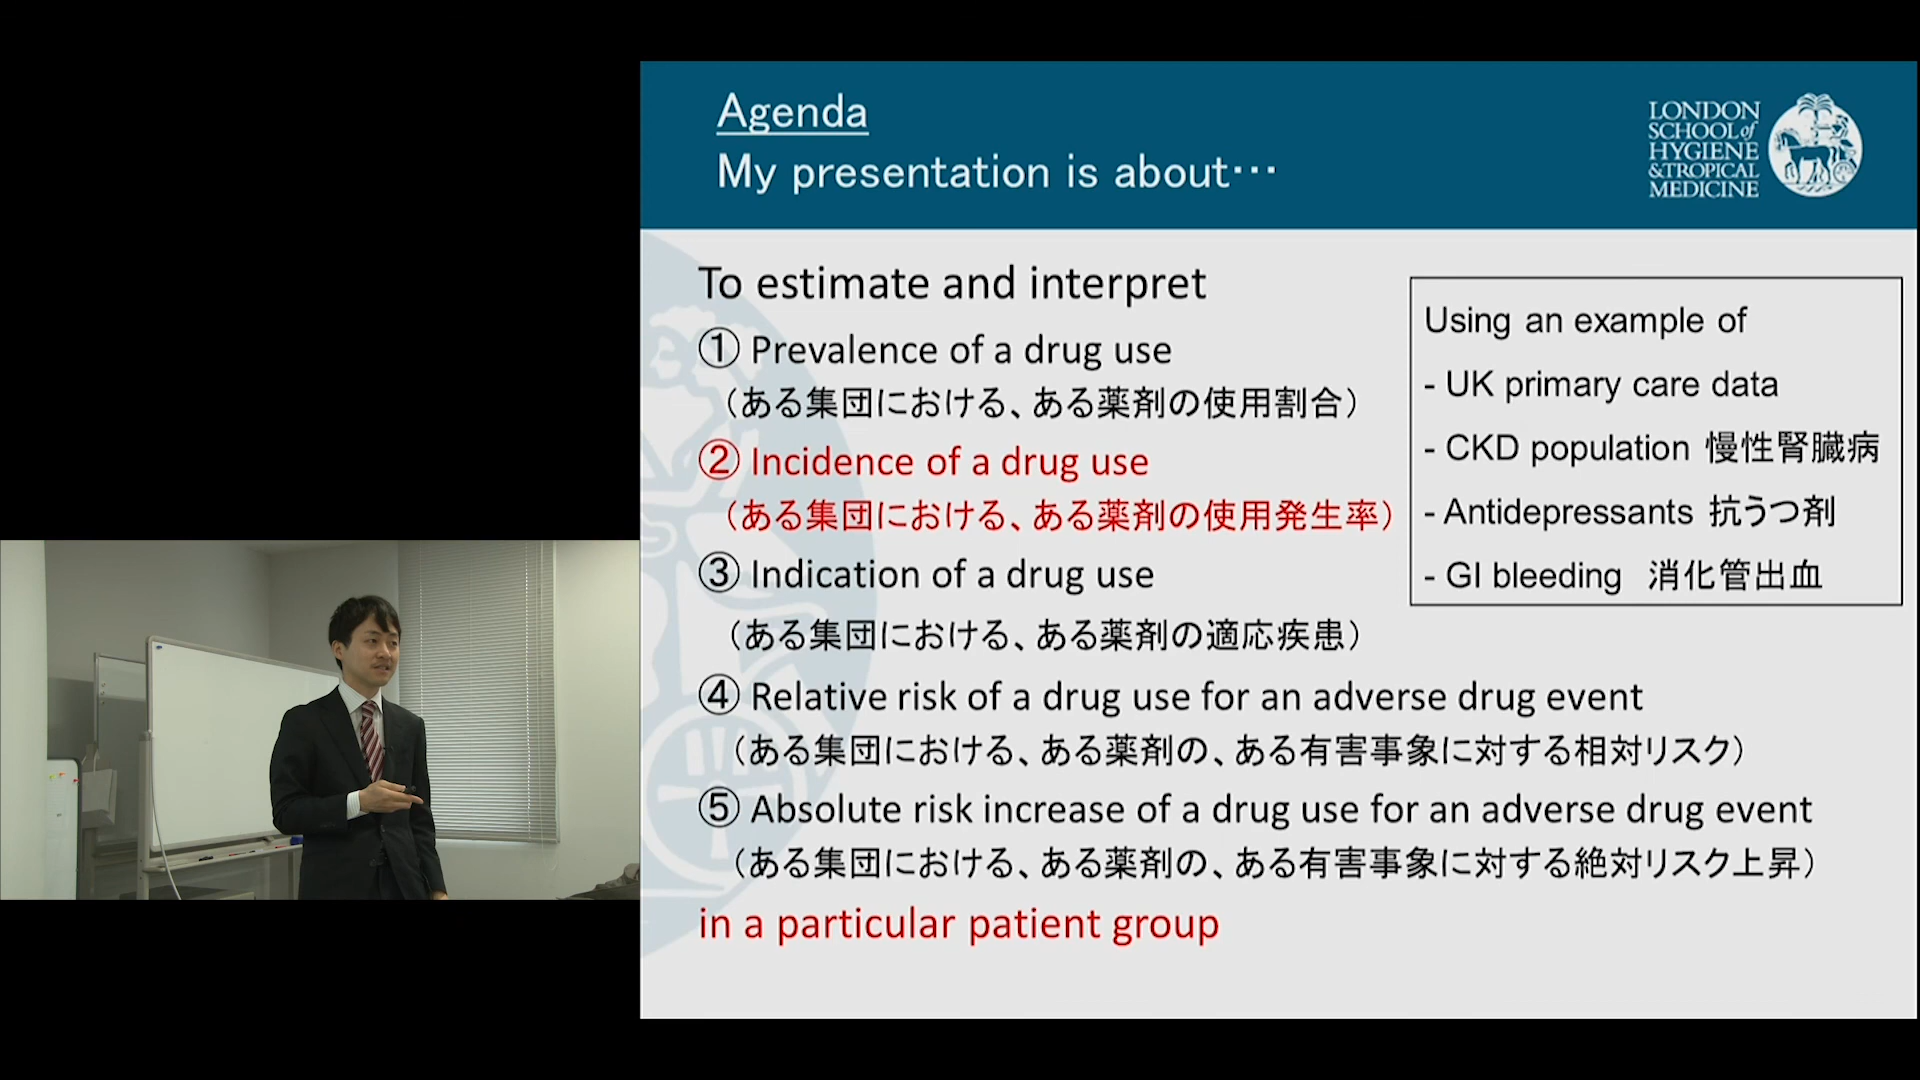 Agenda
My presentation is about…
LONDON
SCHOOL of
HYGIENE
&TROPICAL
MEDICINE
To estimate and interpret
① Prevalence of a drug use
（ある集団における、ある薬剤の使用割合）
② Incidence of a drug use
（ある集団における、ある薬剤の使用発生率）
③ Indication of a drug use
（ある集団における、ある薬剤の適応疾患）
④ Relative risk of a drug use for an adverse drug event
（ある集団における、ある薬剤の、ある有害事象に対する相対リスク）
⑤ Absolute risk increase of a drug use for an adverse drug event
（ある集団における、ある薬剤の、ある有害事象に対する絶対リスク上昇）
in a particular patient group
Using an example of
- UK primary care data
- CKD population 慢性腎臓病
- Antidepressants 抗うつ剤
- GI bleeding 消化管出血